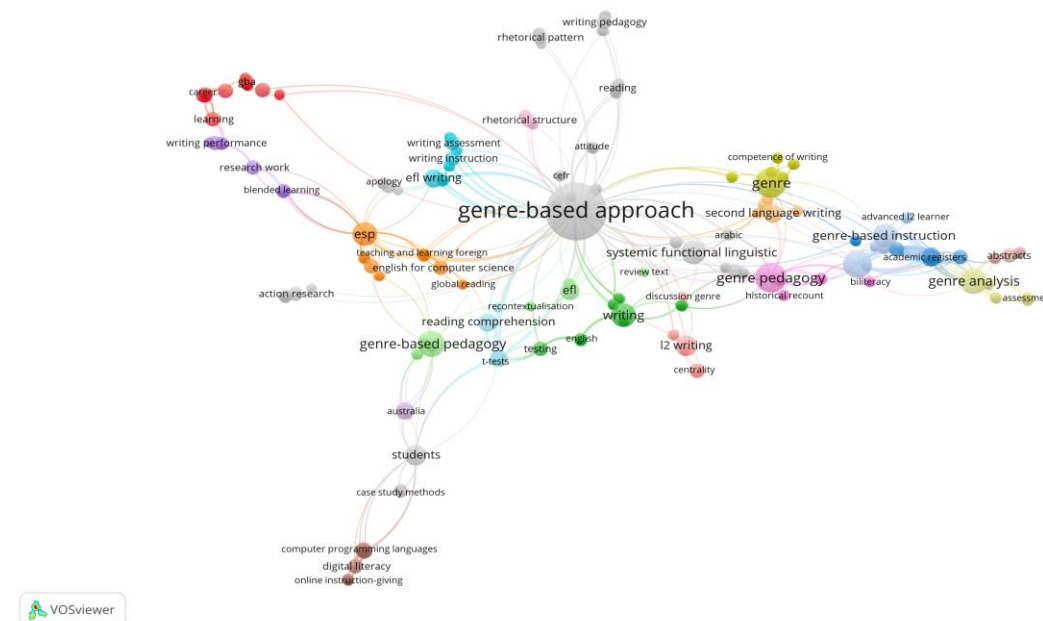 writing pedagogy
rhetorical pattern
reading
gba
career
learning
rhetorical structure
writing performance
writing assessment
attitude
writing instruction
competence of writing
research work
cefr
efl writing
apology
genre
blended learning
genre-based approach
second language writing
advanced l2 learner
esp
arabic
genre-based instruction
teaching and learning foreign
systemic functional linguistic
academic registers
abstracts
english for computer science
review text
genre pedagogy
biliteracy
genre analysis
global reading
action research
discussion genre
historical recount
assessme
recontextualisation
efl
reading comprehension
writing
english
genre-based pedagogy
testing
l2 writing
t-tests
centrality
australia
students
case study methods
computer programming languages
digital literacy
online instruction-giving
VOSviewer